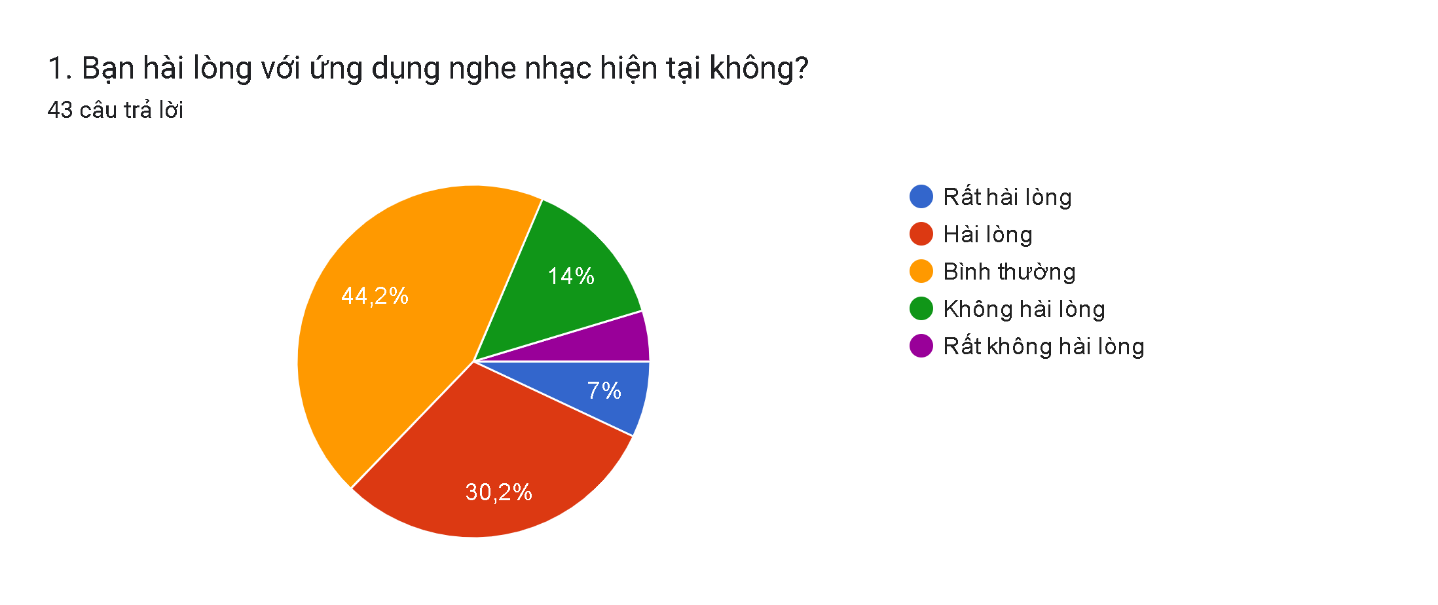 1. Bạn hài lòng với ứng dụng nghe nhạc hiện tại không?
43 câu trả lời
Rất hài lòng
Hài lòng
Bình thường
Không hài lòng
Rất không hài lòng
44,2%
14%
7%
30,2%